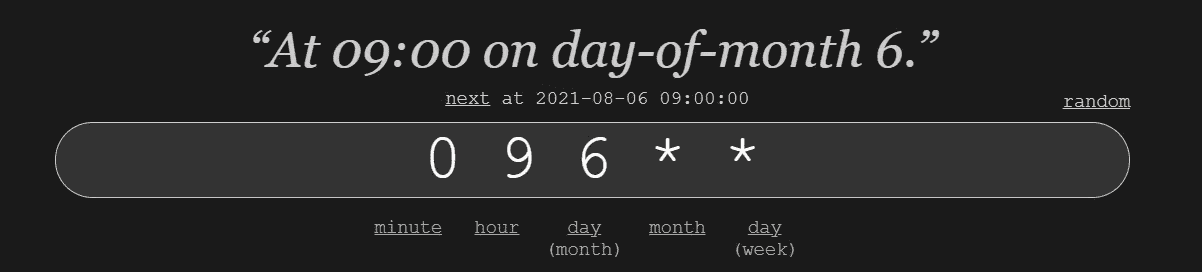 “At 09:00 on day-of-month 6.”
next at 2021-08-06 09:00:00
random
0 9 6 * *
minute hour day month day
(month) (week)